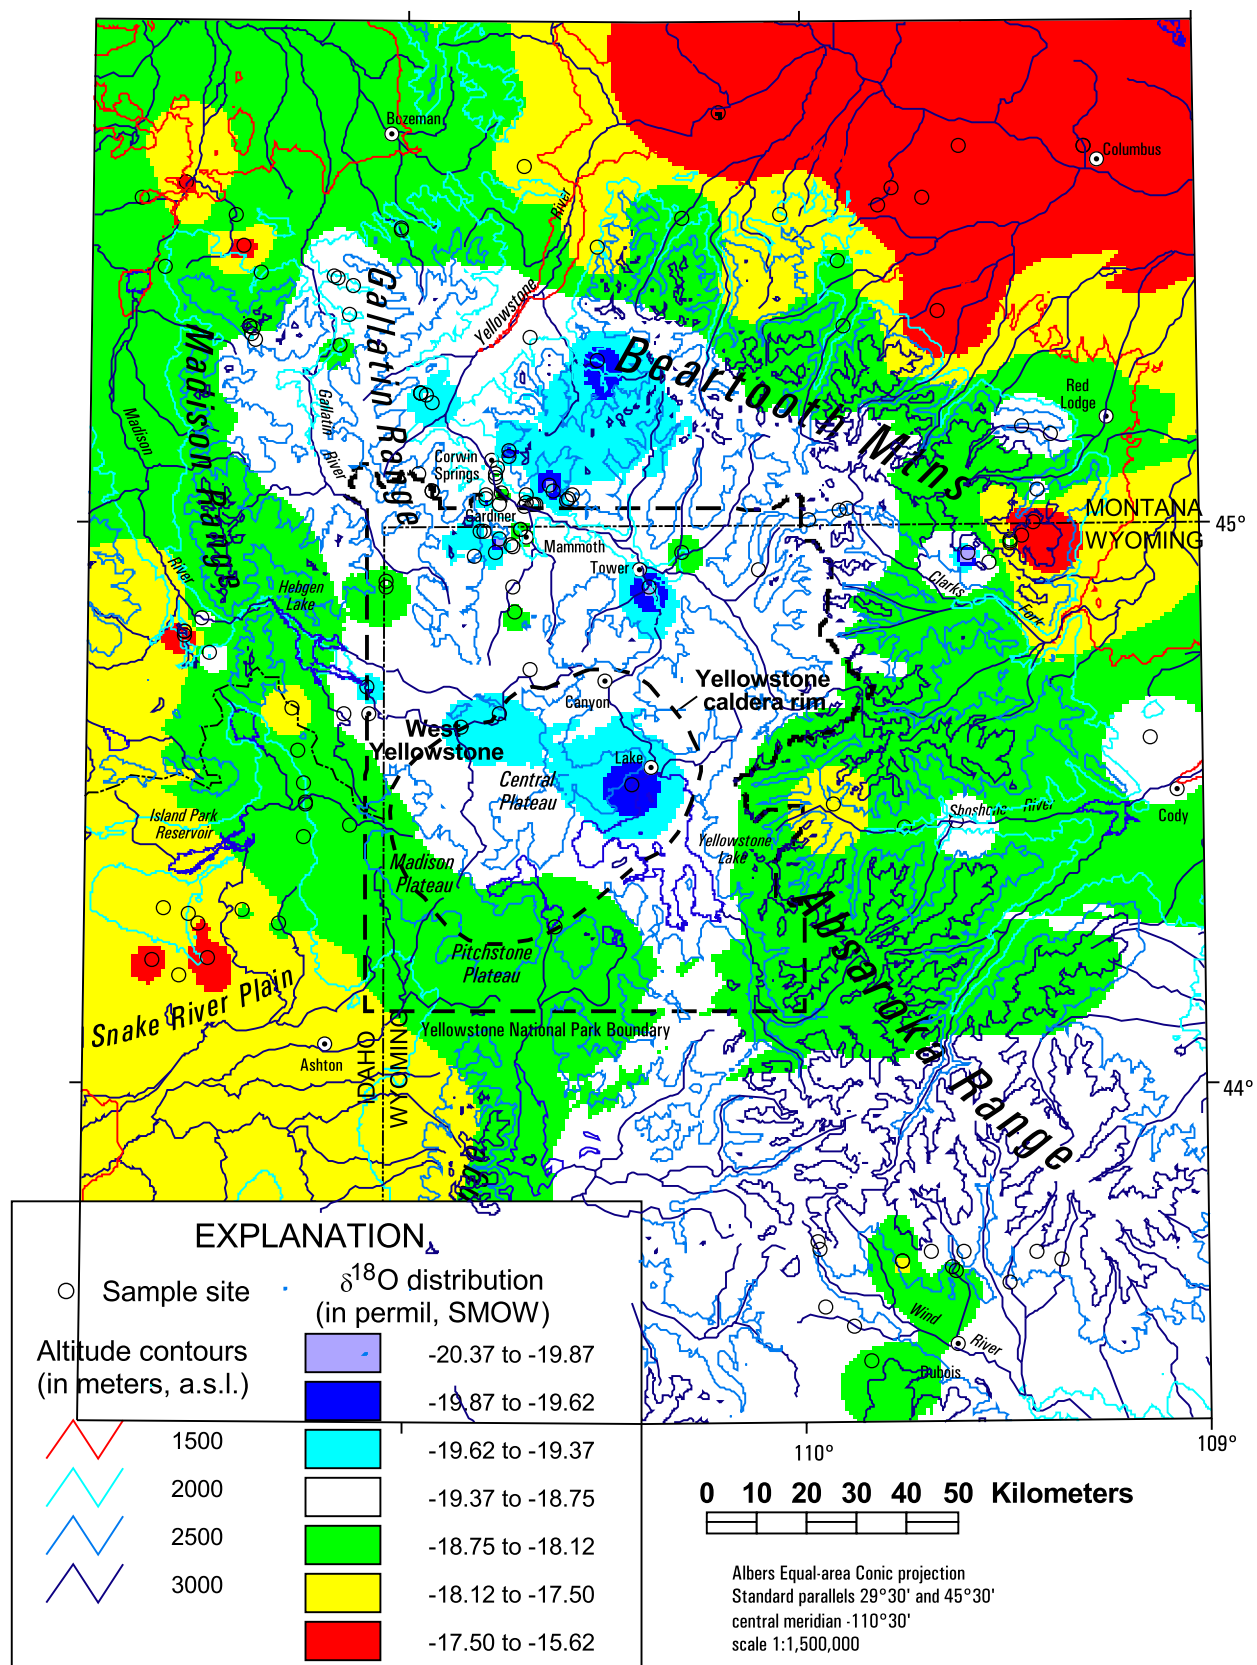 Bozeman
Columbus
River
Yellowstone
Gallatin Range
Madison Range
Beartooth Mtns
Red
Lodge
Madison
River
Gallatin
River
Corwin
Springs
Gardiner
Mammoth
Tower
MONTANA
WYOMING
45°
Clarks
Fork
Hebgen
Lake
Canyon
Yellowstone
caldera rim
West
Yellowstone
Central
Plateau
Lake
Island Park
Reservoir
Shoshone River
Cody
Yellowstone
Lake
Madison
Plateau
Pitchstone
Plateau
Absaroka Range
Snake River Plain
Yellowstone National Park Boundary
Ashton
IDAHO
WYOMING
44°
Wind
River
Dubois
110°
109°
EXPLANATION
Sample site
δ18O distribution
(in permil, SMOW)
Altitude contours
(in meters, a.s.l.)
1500
2000
2500
3000
-20.37 to -19.87
-19.87 to -19.62
-19.62 to -19.37
-19.37 to -18.75
-18.75 to -18.12
-18.12 to -17.50
-17.50 to -15.62
0 10 20 30 40 50 Kilometers
Albers Equal-area Conic projection
Standard parallels 29°30' and 45°30'
central meridian -110°30'
scale 1:1,500,000